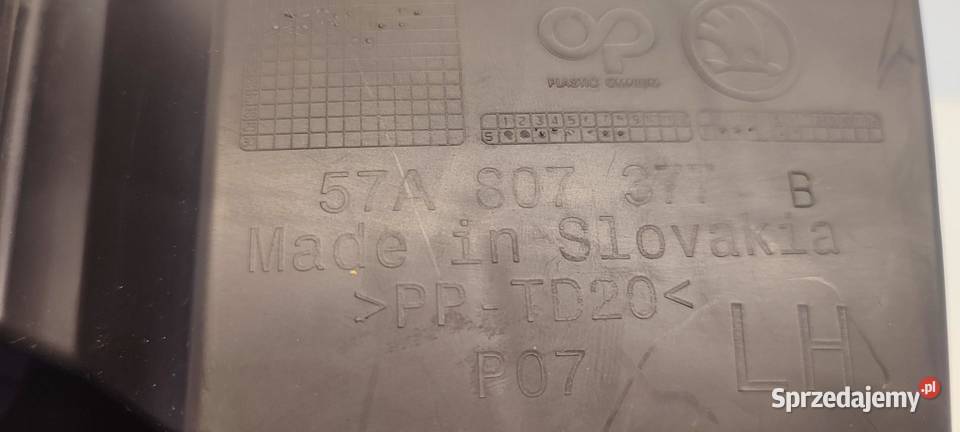 PLASTIC OMNIUM
1 2 3 4 5
5
57A 807 377 B
Made in Slovakia
>PP-TD20<
P07
LH
Sprzedajemy.pl